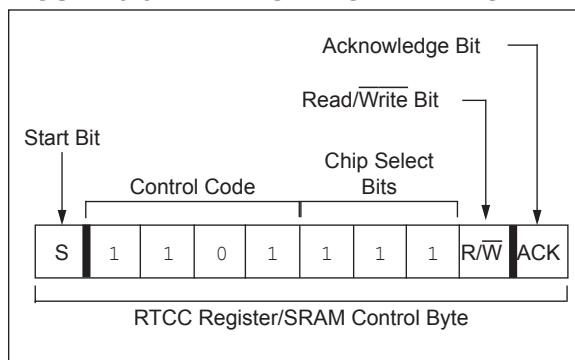 Acknowledge Bit
Read/Write Bit
Start Bit
Chip Select
Control Code Bits
S 1 1 0 1 1 1 1 R/W ACK
RTCC Register/SRAM Control Byte